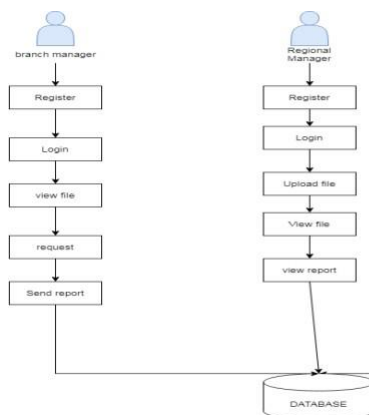 branch manager
Register
Login
view file
request
Send report
Regional
Manager
Register
Login
Upload file
View file
view report
DATABASE